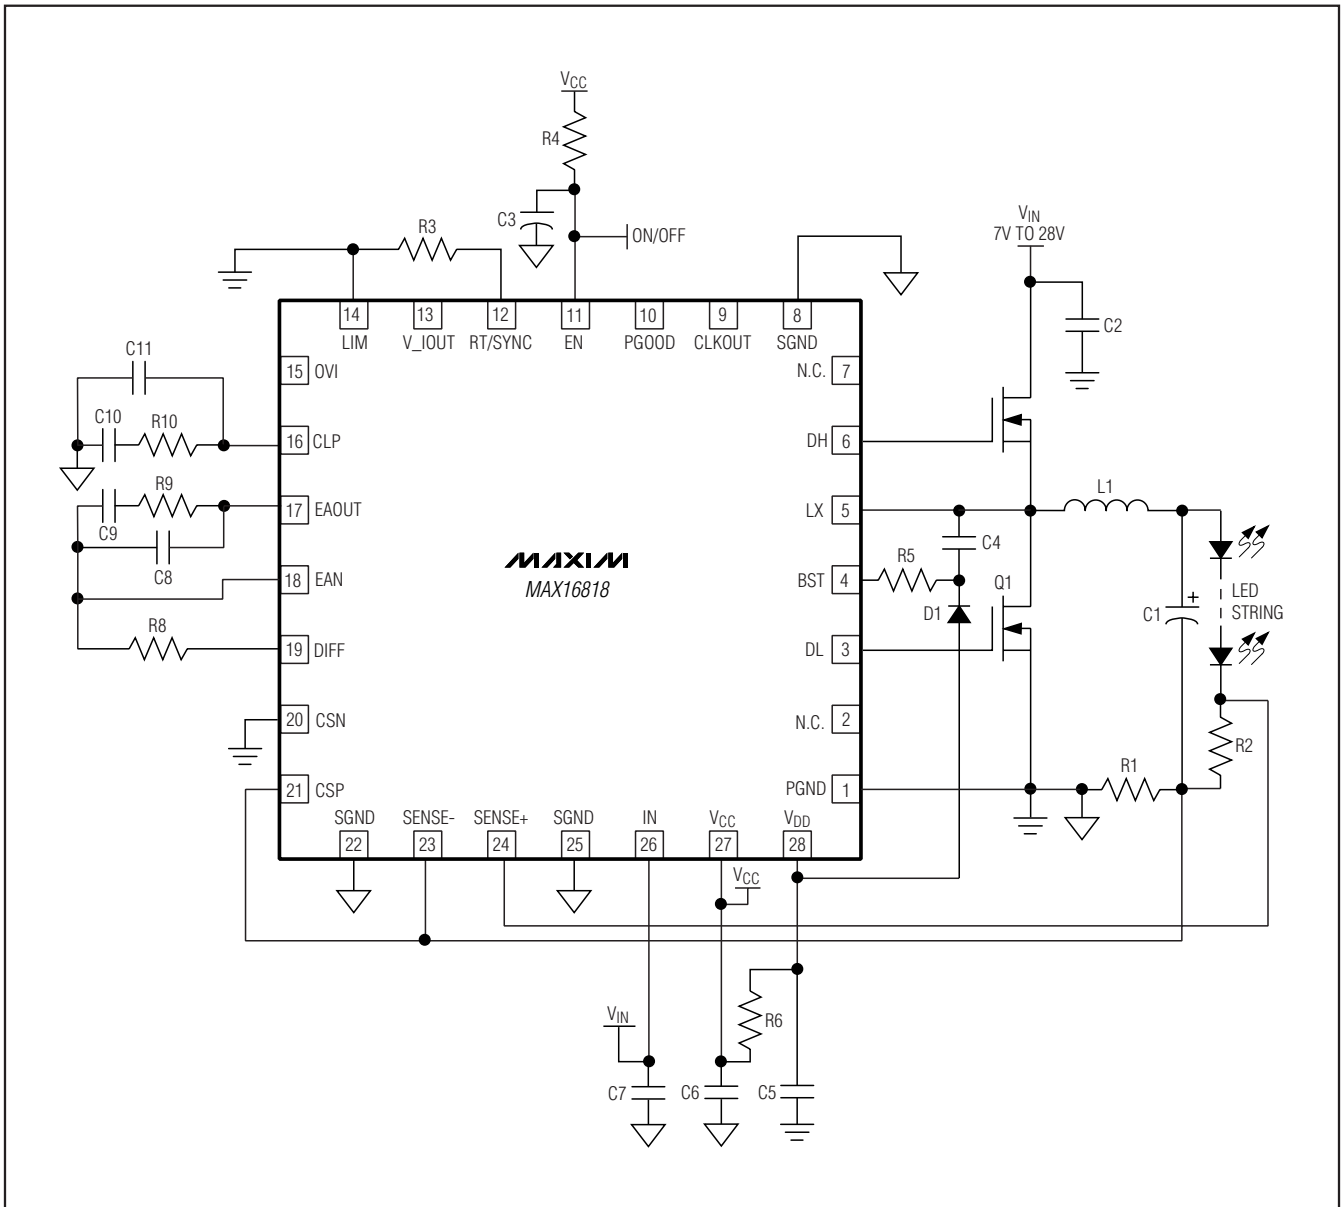 VCC
R4
C3
ON/OFF
R3
VIN
7V TO 28V
C2
14 13 12 11 10 9 8
LIM V_IOUT RT/SYNC EN PGOOD CLKOUT SGND
C11
15 OVI
N.C. 7
C10 R10
16 CLP
DH 6
R9
C9
C8
17 EAOUT
LX 5
L1
C4
MAXIM
MAX16818
18 EAN
BST 4
R5
D1
Q1
C1
+
LED
STRING
R8
19 DIFF
DL 3
20 CSN
N.C. 2
R2
21 CSP
PGND 1
R1
SGND SENSE- SENSE+ SGND IN VCC VDD
22 23 24 25 26 27 28
VCC
VIN
R6
C7
C6
C5